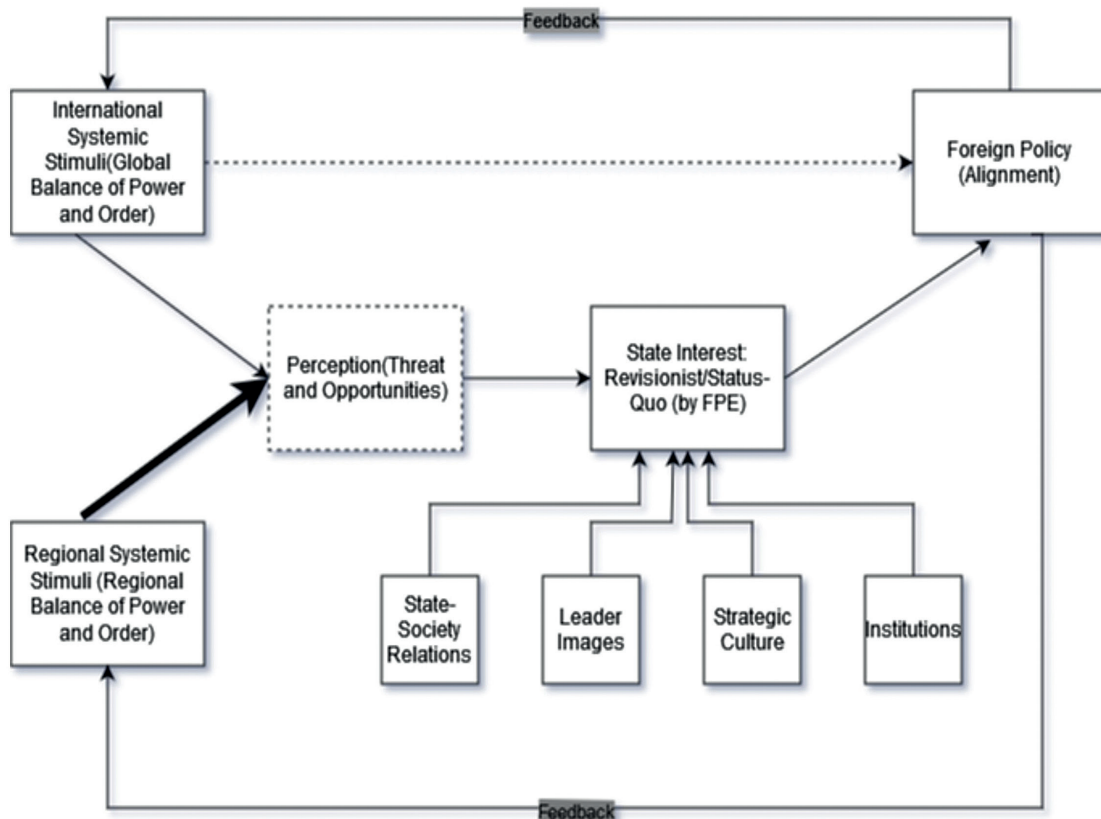 Feedback
International
Systemic
Stimuli(Global
Balance of Power
and Order)
Foreign Policy
(Alignment)
Perception(Threat
and Opportunities)
State Interest:
Revisionist/Status-
Quo (by FPE)
Regional Systemic
Stimuli (Regional
Balance of Power
and Order)
State-
Society
Relations
Leader
Images
Strategic
Culture
Institutions
Feedback